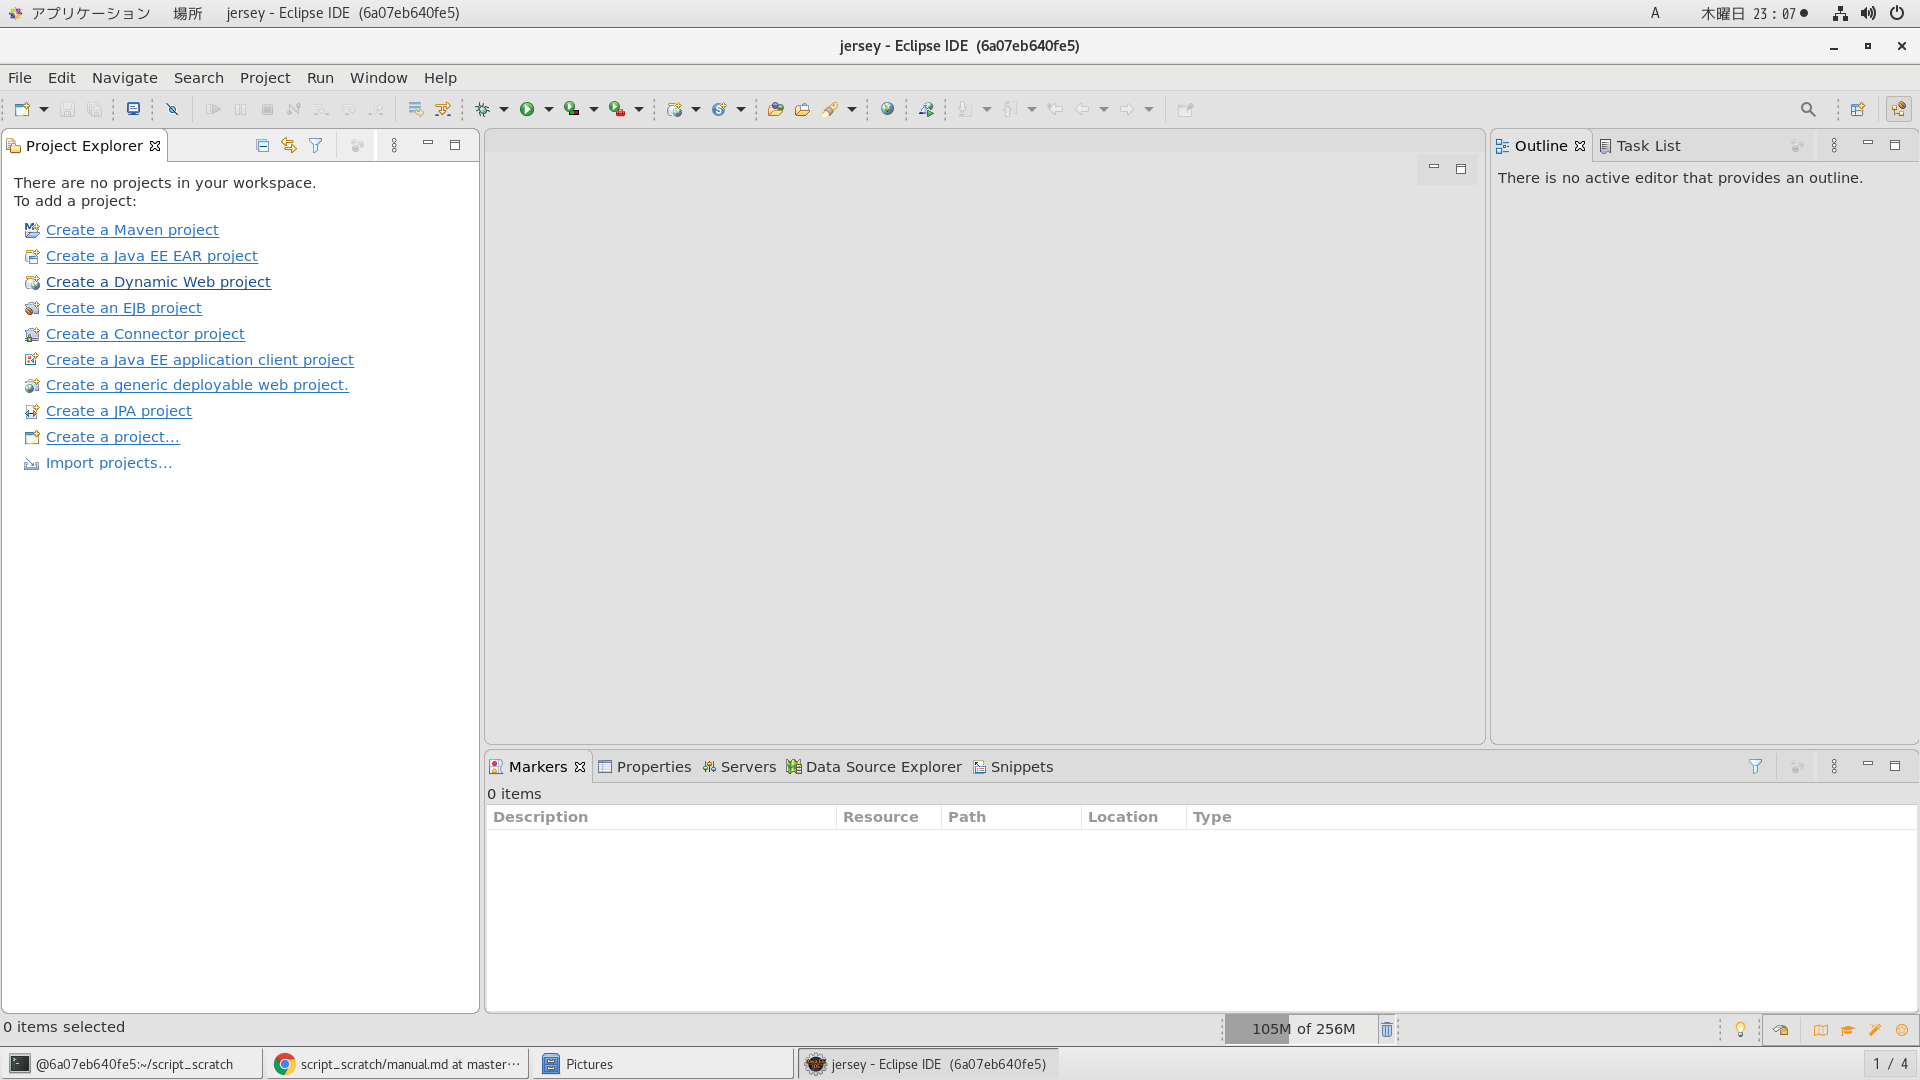 アプリケーション 場所 jersey - Eclipse IDE (6a07eb640fe5) A 木曜日 23 : 07
jersey - Eclipse IDE (6a07eb640fe5)
File Edit Navigate Search Project Run Window Help
Project Explorer
There are no projects in your workspace.
To add a project:
Create a Maven project
Create a Java EE EAR project
Create a Dynamic Web project
Create an EJB project
Create a Connector project
Create a Java EE application client project
Create a generic deployable web project.
Create a JPA project
Create a project...
Import projects...
Outline Task List
There is no active editor that provides an outline.
Markers Properties Servers Data Source Explorer Snippets
0 items
Description Resource Path Location Type
0 items selected
105M of 256M
@6a07eb640fe5:~/script_scratch script_scratch/manual.md at master··· Pictures jersey - Eclipse IDE (6a07eb640fe5) 1 / 4